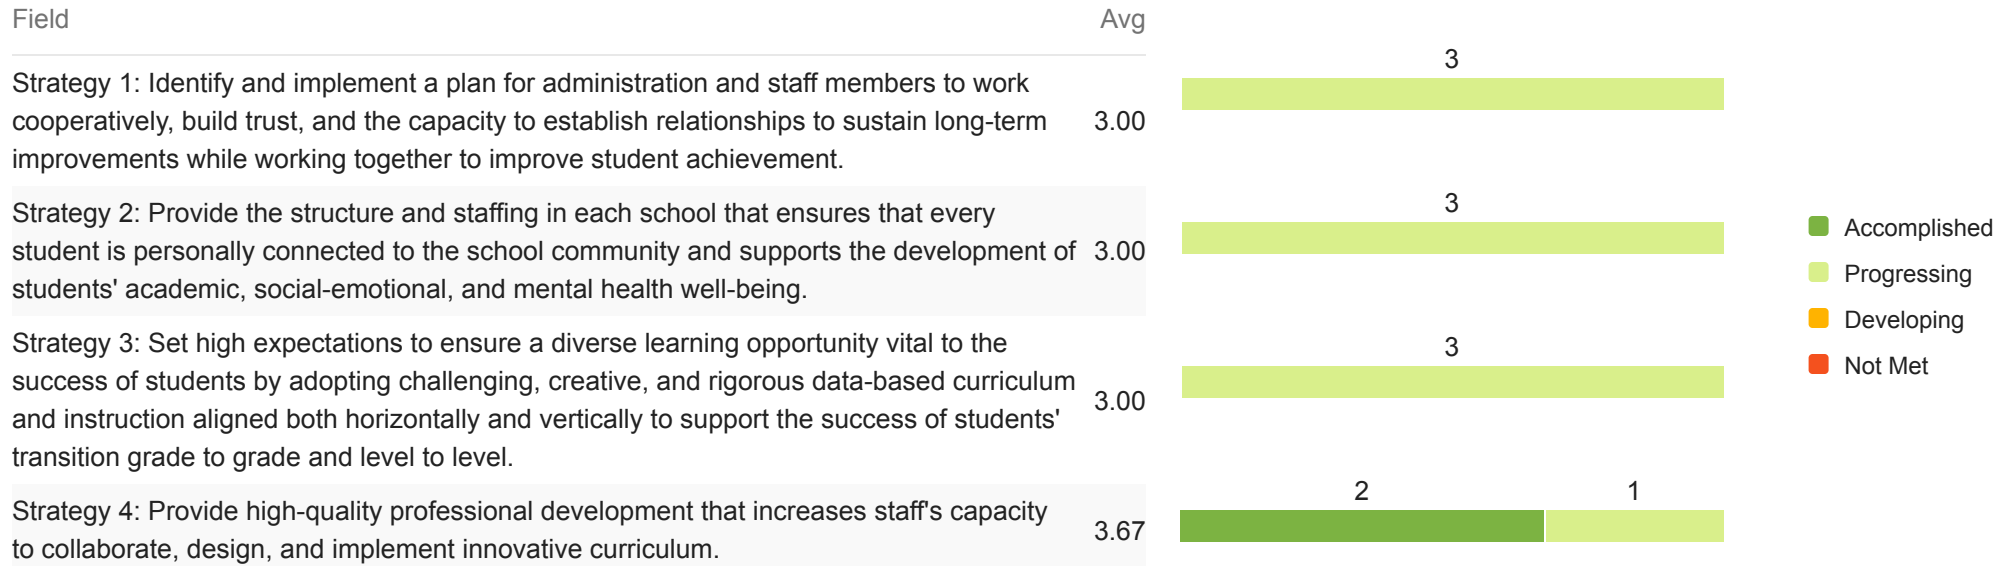 Field
Avg
Strategy 1: Identify and implement a plan for administration and staff members to work
cooperatively, build trust, and the capacity to establish relationships to sustain long-term
improvements while working together to improve student achievement.
3.00
3
Strategy 2: Provide the structure and staffing in each school that ensures that every
student is personally connected to the school community and supports the development of
students' academic, social-emotional, and mental health well-being.
3.00
3
Strategy 3: Set high expectations to ensure a diverse learning opportunity vital to the
success of students by adopting challenging, creative, and rigorous data-based curriculum
and instruction aligned both horizontally and vertically to support the success of students'
transition grade to grade and level to level.
3.00
3
Strategy 4: Provide high-quality professional development that increases staff's capacity
to collaborate, design, and implement innovative curriculum.
3.67
2
1
Accomplished
Progressing
Developing
Not Met